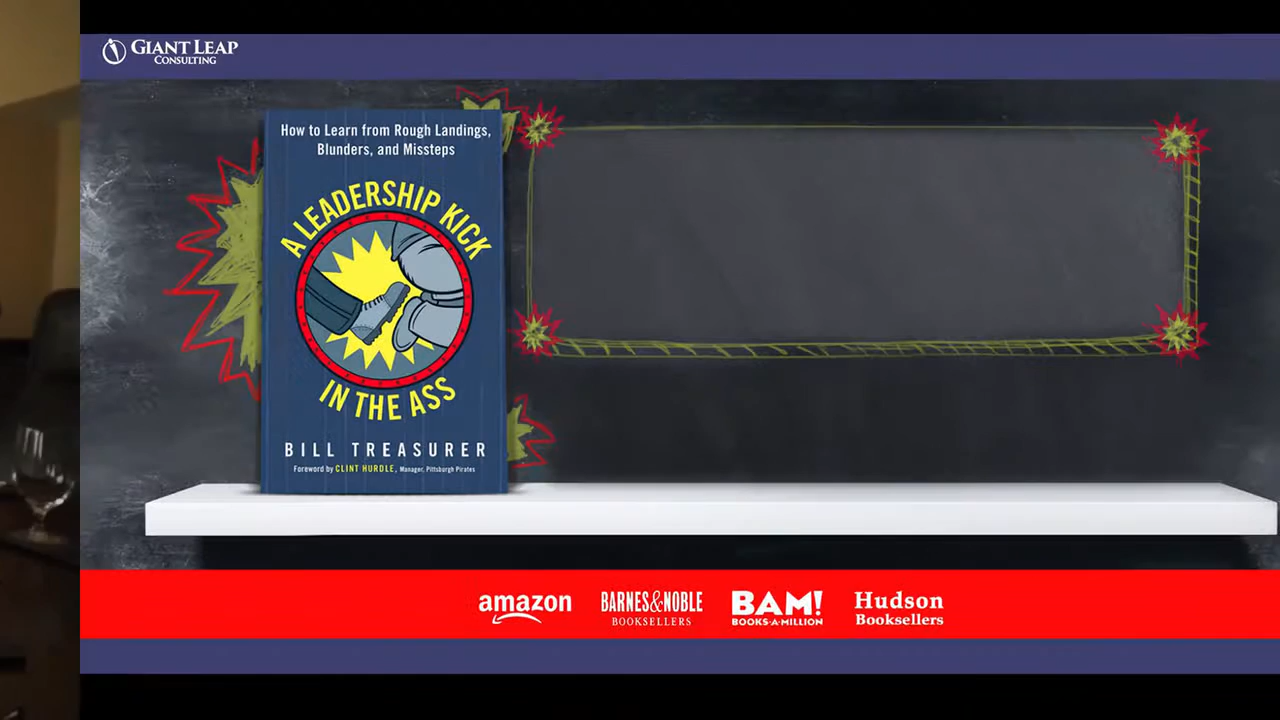 GIANT LEAP
CONSULTING
How to Learn from Rough Landings,
Blunders, and Missteps
A LEADERSHIP KICK
IN THE ASS
BILL TREASURER
Foreword by CLINT HURDLE, Manager, Pittsburgh Pirates
amazon
BARNES&NOBLE
BOOKSELLERS
BAM!
BOOKS-A-MILLION
Hudson
Booksellers